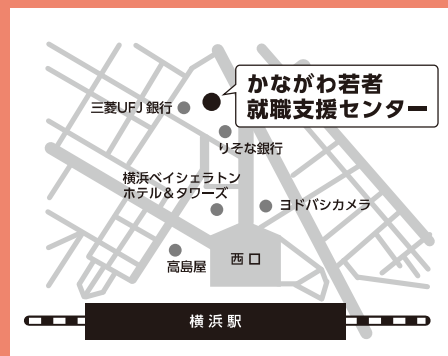 かながわ若者
就職支援センター
三菱UFJ 銀行
りそな銀行
横浜ベイシェラトン
ホテル＆タワーズ
ヨドバシカメラ
高島屋
西 口
横 浜 駅